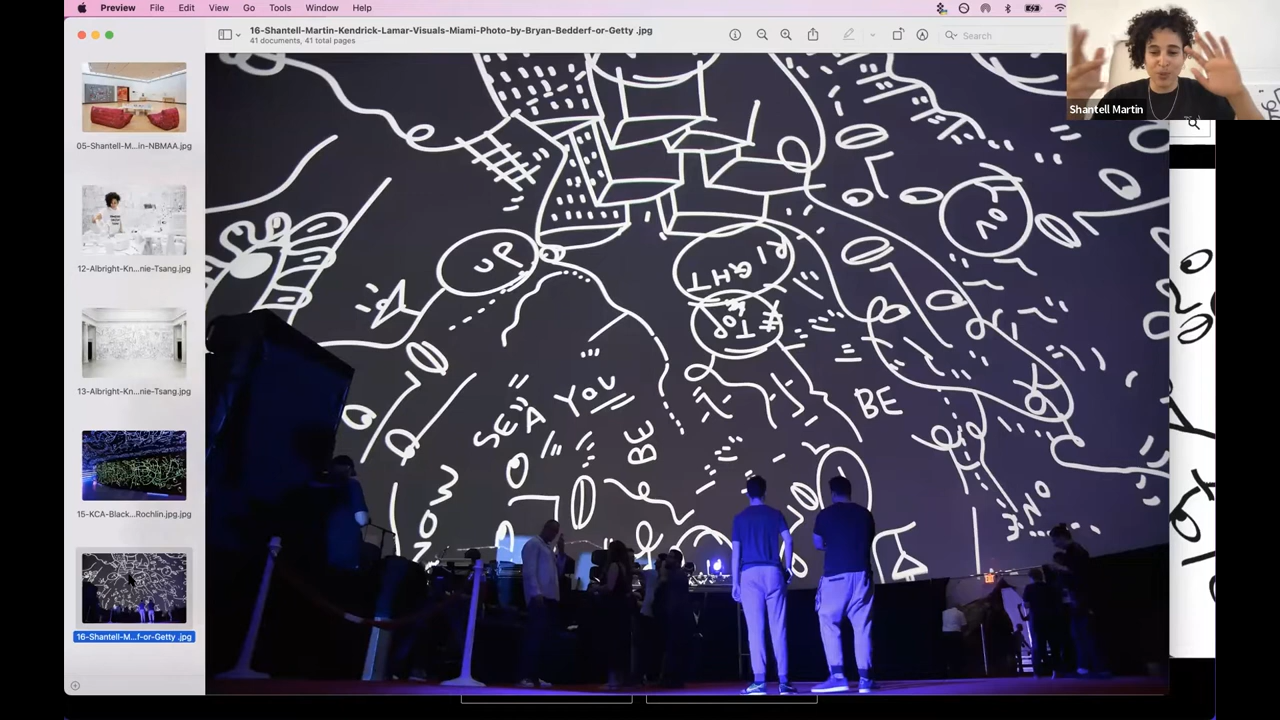 Preview File Edit View Go Tools Window Help
16-Shantell-Martin-Kendrick-Lamar-Visuals-Miami-Photo-by-Bryan-Bedderf-or-Getty .jpg
41 documents, 41 total pages
Search
Shantell Martin
05-Shantell-M...in-NBMAA.jpg
12-Albright-Kn...nie-Tsang.jpg
13-Albright-Kn...nie-Tsang.jpg
15-KCA-Black...Rochlin.jpg.jpg
16-Shantell-M...f-or-Getty .jpg
UP
RIGHT
STOP
YOU
SEA
YOU
BE
BE